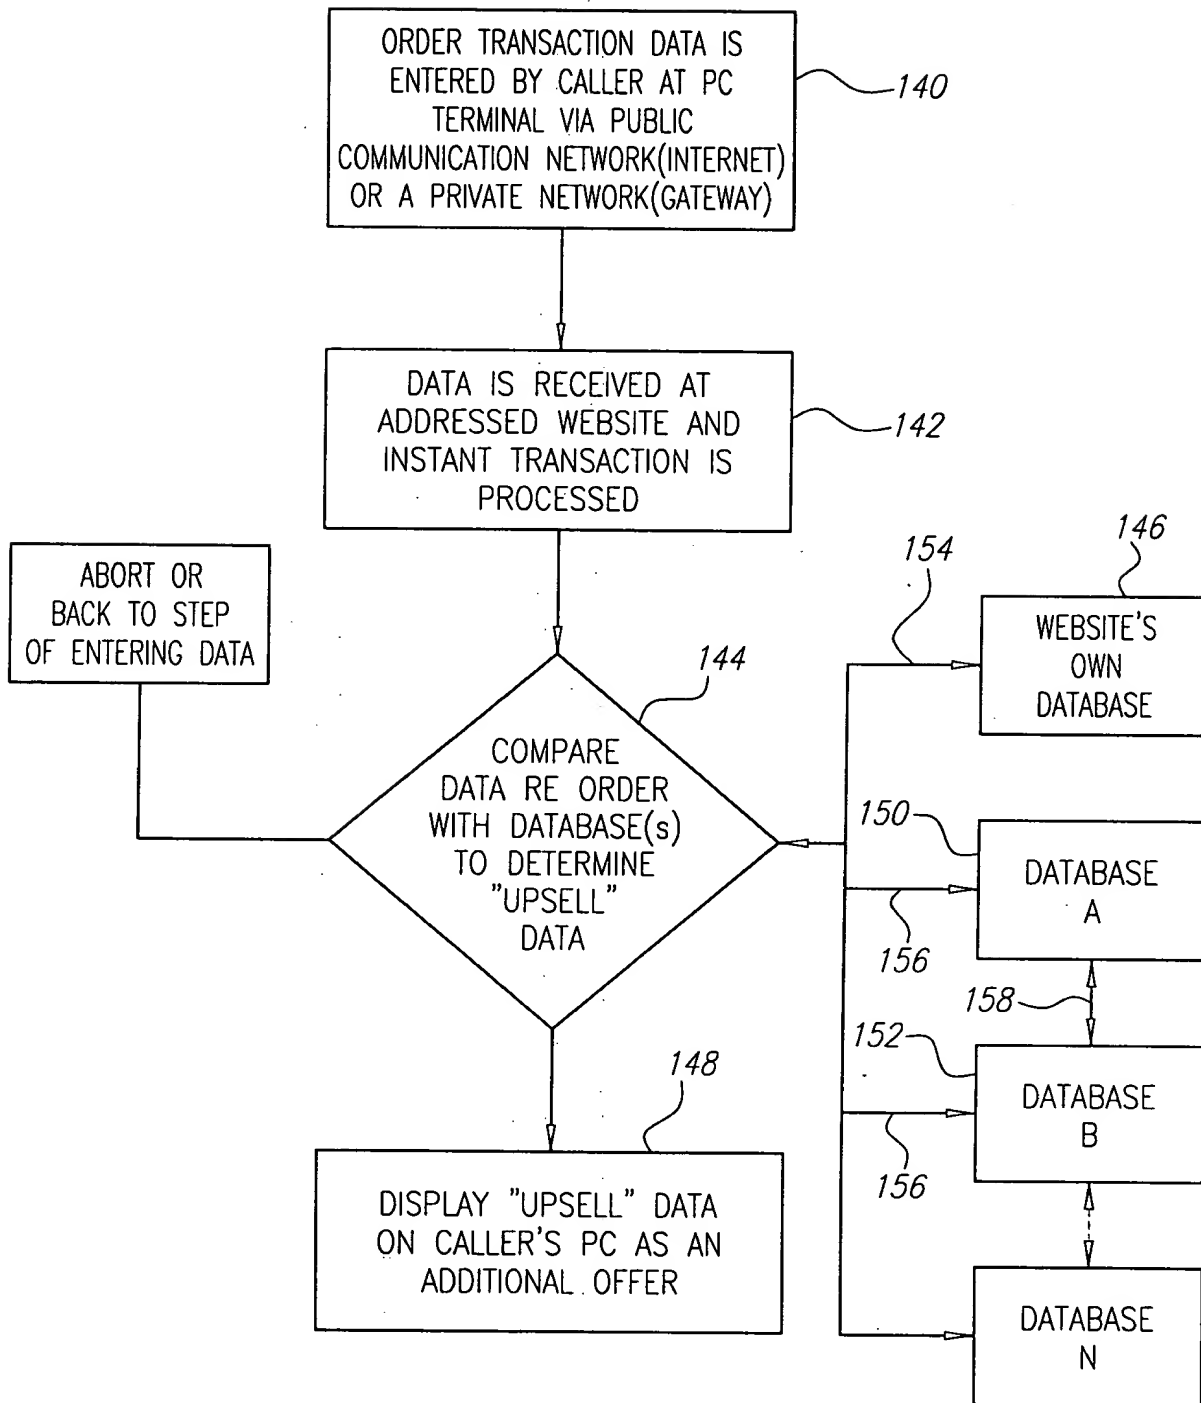 ORDER TRANSACTION DATA IS
ENTERED BY CALLER AT PC
TERMINAL VIA PUBLIC
COMMUNICATION NETWORK(INTERNET)
OR A PRIVATE NETWORK(GATEWAY)
140
DATA IS RECEIVED AT
ADDRESSED WEBSITE AND
INSTANT TRANSACTION IS
PROCESSED
142
ABORT OR
BACK TO STEP
OF ENTERING DATA
COMPARE
DATA RE ORDER
WITH DATABASE(s)
TO DETERMINE
"UPSELL"
DATA
144
154
146
WEBSITE'S
OWN
DATABASE
150
DATABASE
A
156
158
152
DATABASE
B
156
DATABASE
N
148
DISPLAY "UPSELL" DATA
ON CALLER'S PC AS AN
ADDITIONAL OFFER